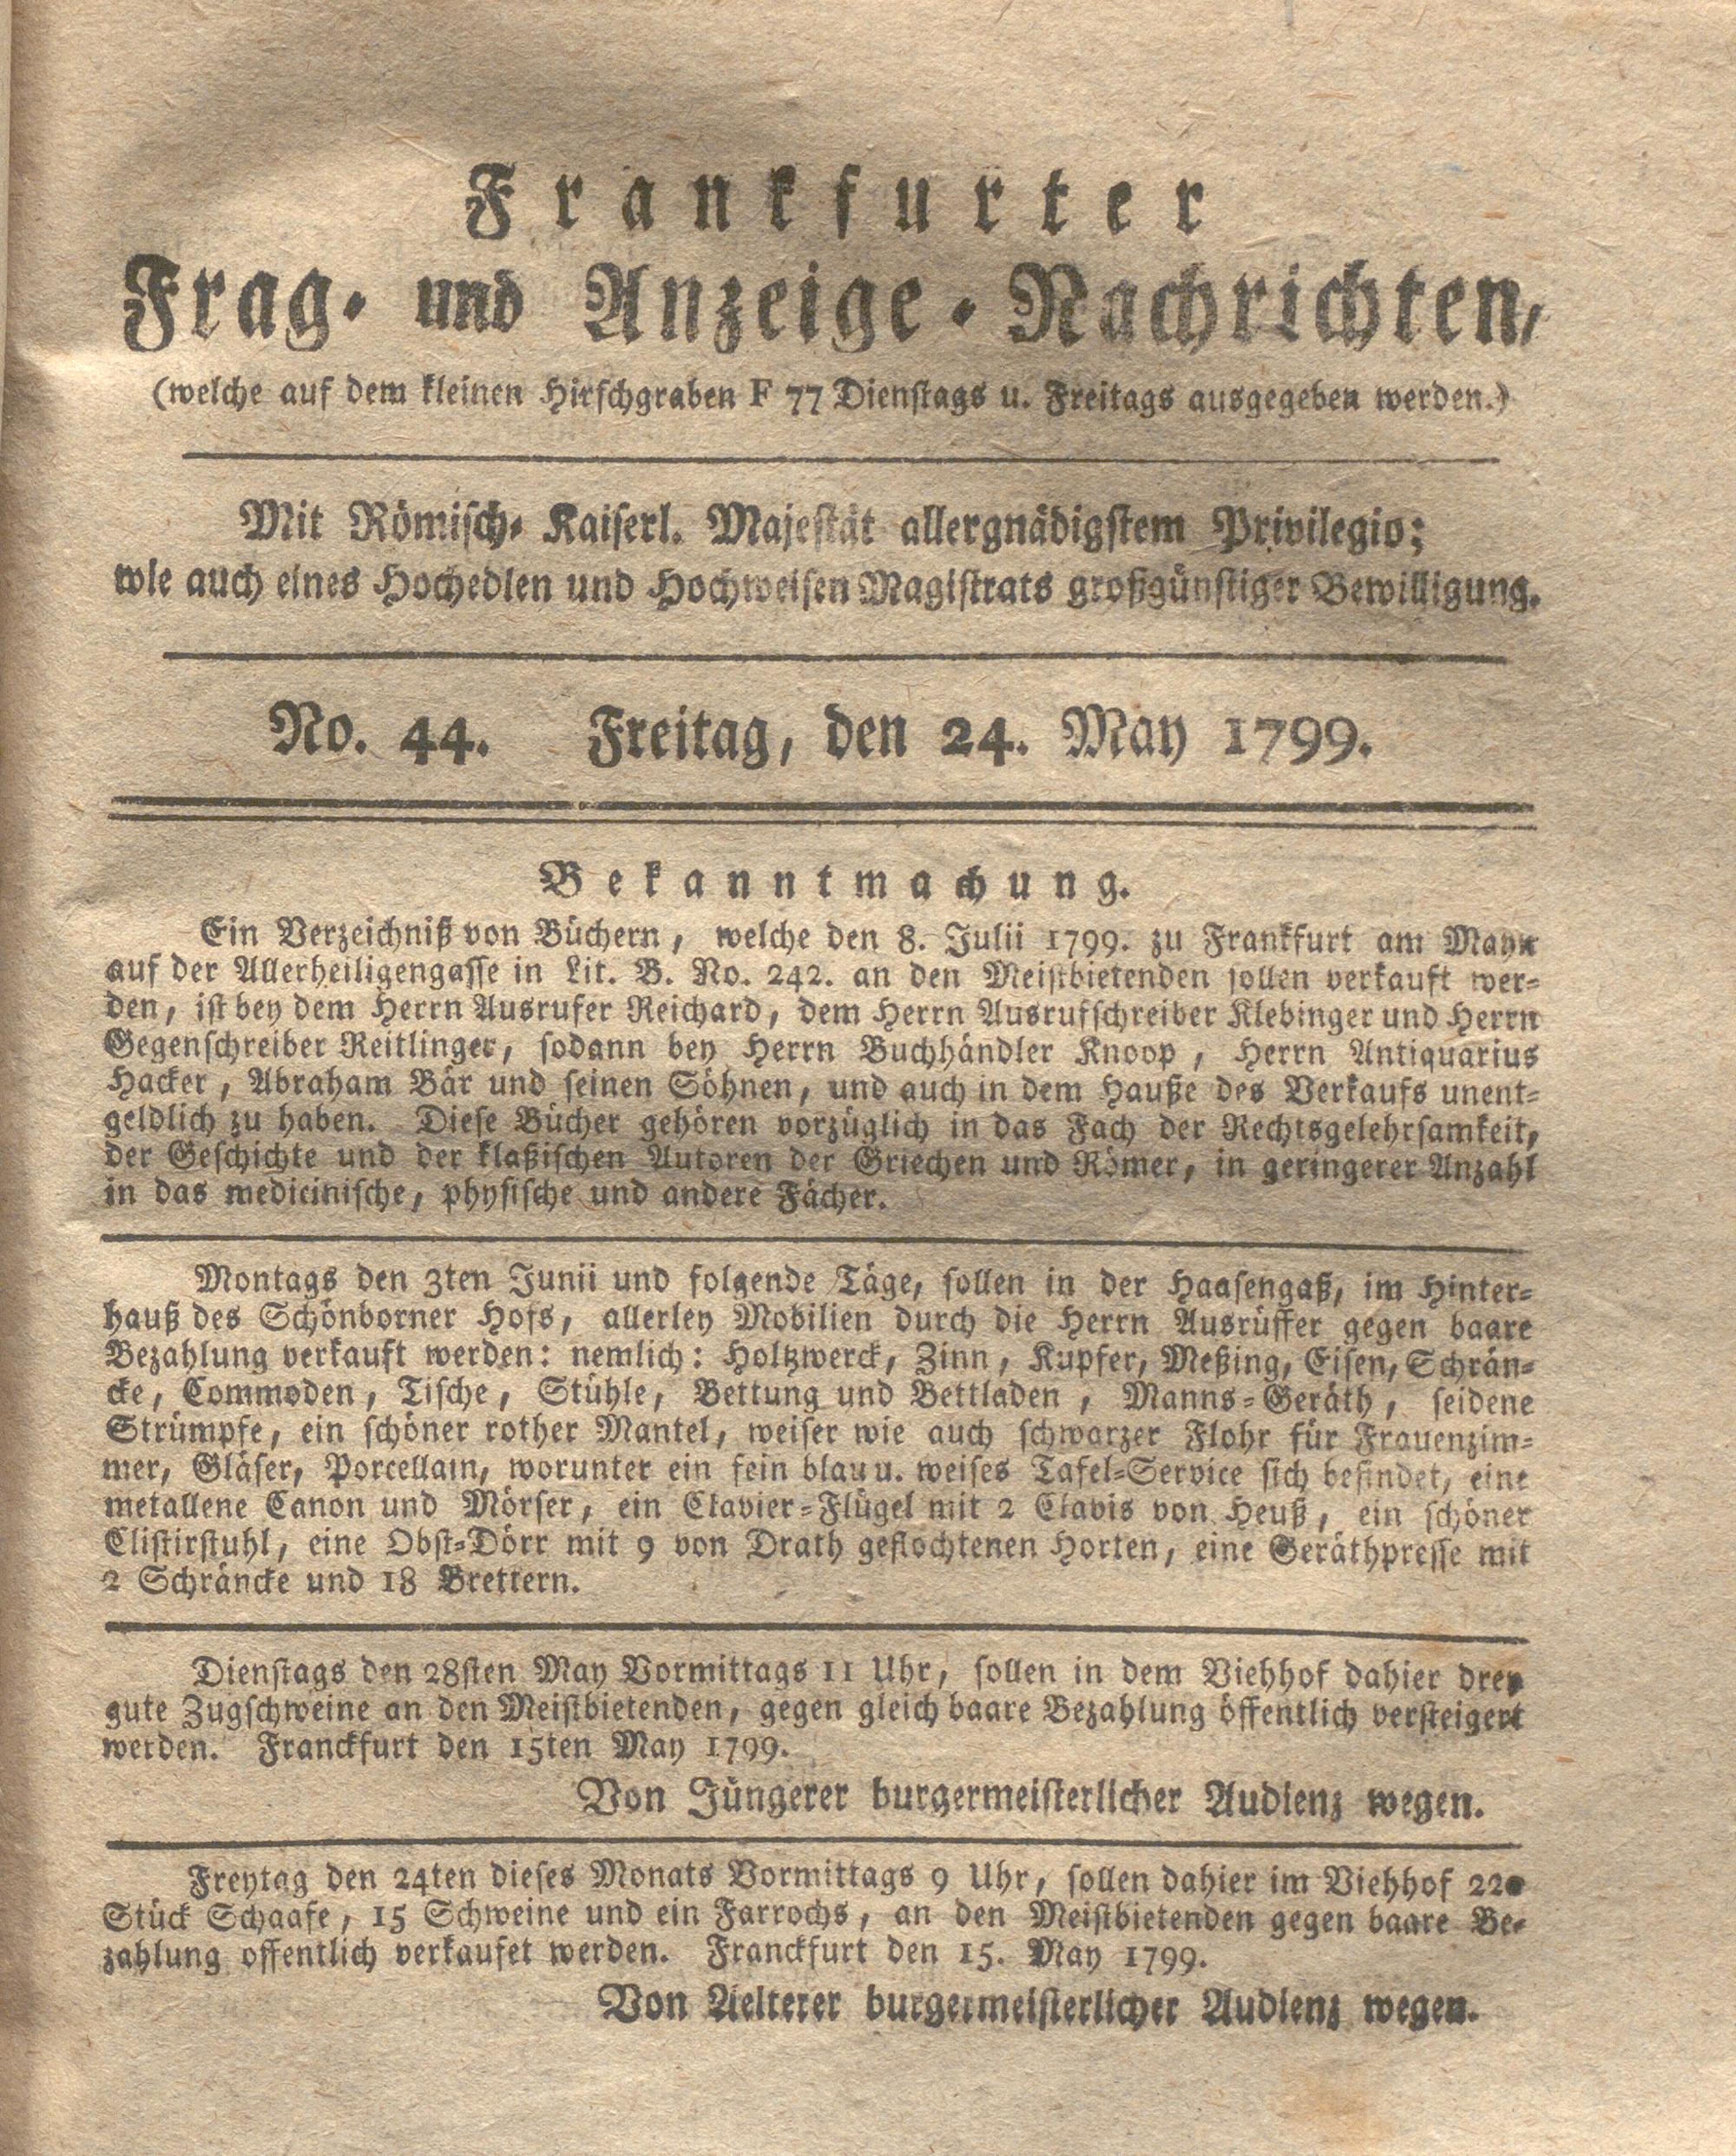 Frankfurter
Frag- und Anzeige-Nachrichten,
(welche auf dem kleinen Hirschgraben F 77 Dienstags u. Freitags ausgegeben werden.)
Mit Römisch- Kaiserl. Majestät allergnädigstem Privilegio;
wie auch eines Hochedlen und Hochweisen Magistrats großgünstiger Bewilligung.
No. 44. Freitag, den 24. May 1799.
Bekanntmachung.
Ein Verzeichniß von Büchern, welche den 8. Julii 1799. zu Frankfurt am Mayn
auf der Allerheiligengasse in Lit. B. No. 242. an den Meistbietenden sollen verkauft wer-
den, ist bey dem Herrn Ausrufer Reichard, dem Herrn Ausrufschreiber Klebinger und Herrn
Gegenschreiber Reitlinger, sodann bey Herrn Buchhändler Knoop, Herrn Antiquarius
Hacker, Abraham Bär und seinen Söhnen, und auch in dem Hauße des Verkaufs unent-
geldlich zu haben. Diese Bücher gehören vorzüglich in das Fach der Rechtsgelehrsamkeit,
der Geschichte und der klaßischen Autoren der Griechen und Römer, in geringerer Anzahl
in das medicinische, physische und andere Fächer.
Montags den 3ten Junii und folgende Täge, sollen in der Haasengaß, im Hinter-
hauß des Schönborner Hofs, allerley Mobilien durch die Herrn Ausrüffer gegen baare
Bezahlung verkauft werden: nemlich: Holtzwerck, Zinn, Kupfer, Meßing, Eisen, Schrän-
cke, Commoden, Tische, Stühle, Bettung und Bettladen, Manns-Geräth, seidene
Strümpfe, ein schöner rother Mantel, weiser wie auch schwarzer Flohr für Frauenzim-
mer, Gläser, Porcellain, worunter ein fein blau u. weises Tafel-Service sich befindet, eine
metallene Canon und Mörser, ein Clavier-Flügel mit 2 Clavis von Heuß, ein schöner
Clistirstuhl, eine Obst-Dörr mit 9 von Drath geflochtenen Horten, eine Geräthpresse mit
2 Schräncke und 18 Brettern.
Dienstags den 28sten May Vormittags 11 Uhr, sollen in dem Viehhof dahier drey
gute Zugschweine an den Meistbietenden, gegen gleich baare Bezahlung öffentlich versteigert
werden. Franckfurt den 15ten May 1799.
Von Jüngerer burgermeisterlicher Audienz wegen.
Freytag den 24ten dieses Monats Vormittags 9 Uhr, sollen dahier im Viehhof 220
Stück Schaafe, 15 Schweine und ein Farrochs, an den Meistbietenden gegen baare Be-
zahlung offentlich verkaufet werden. Franckfurt den 15. May 1799.
Von Aelterer burgermeisterlicher Audienz wegen.